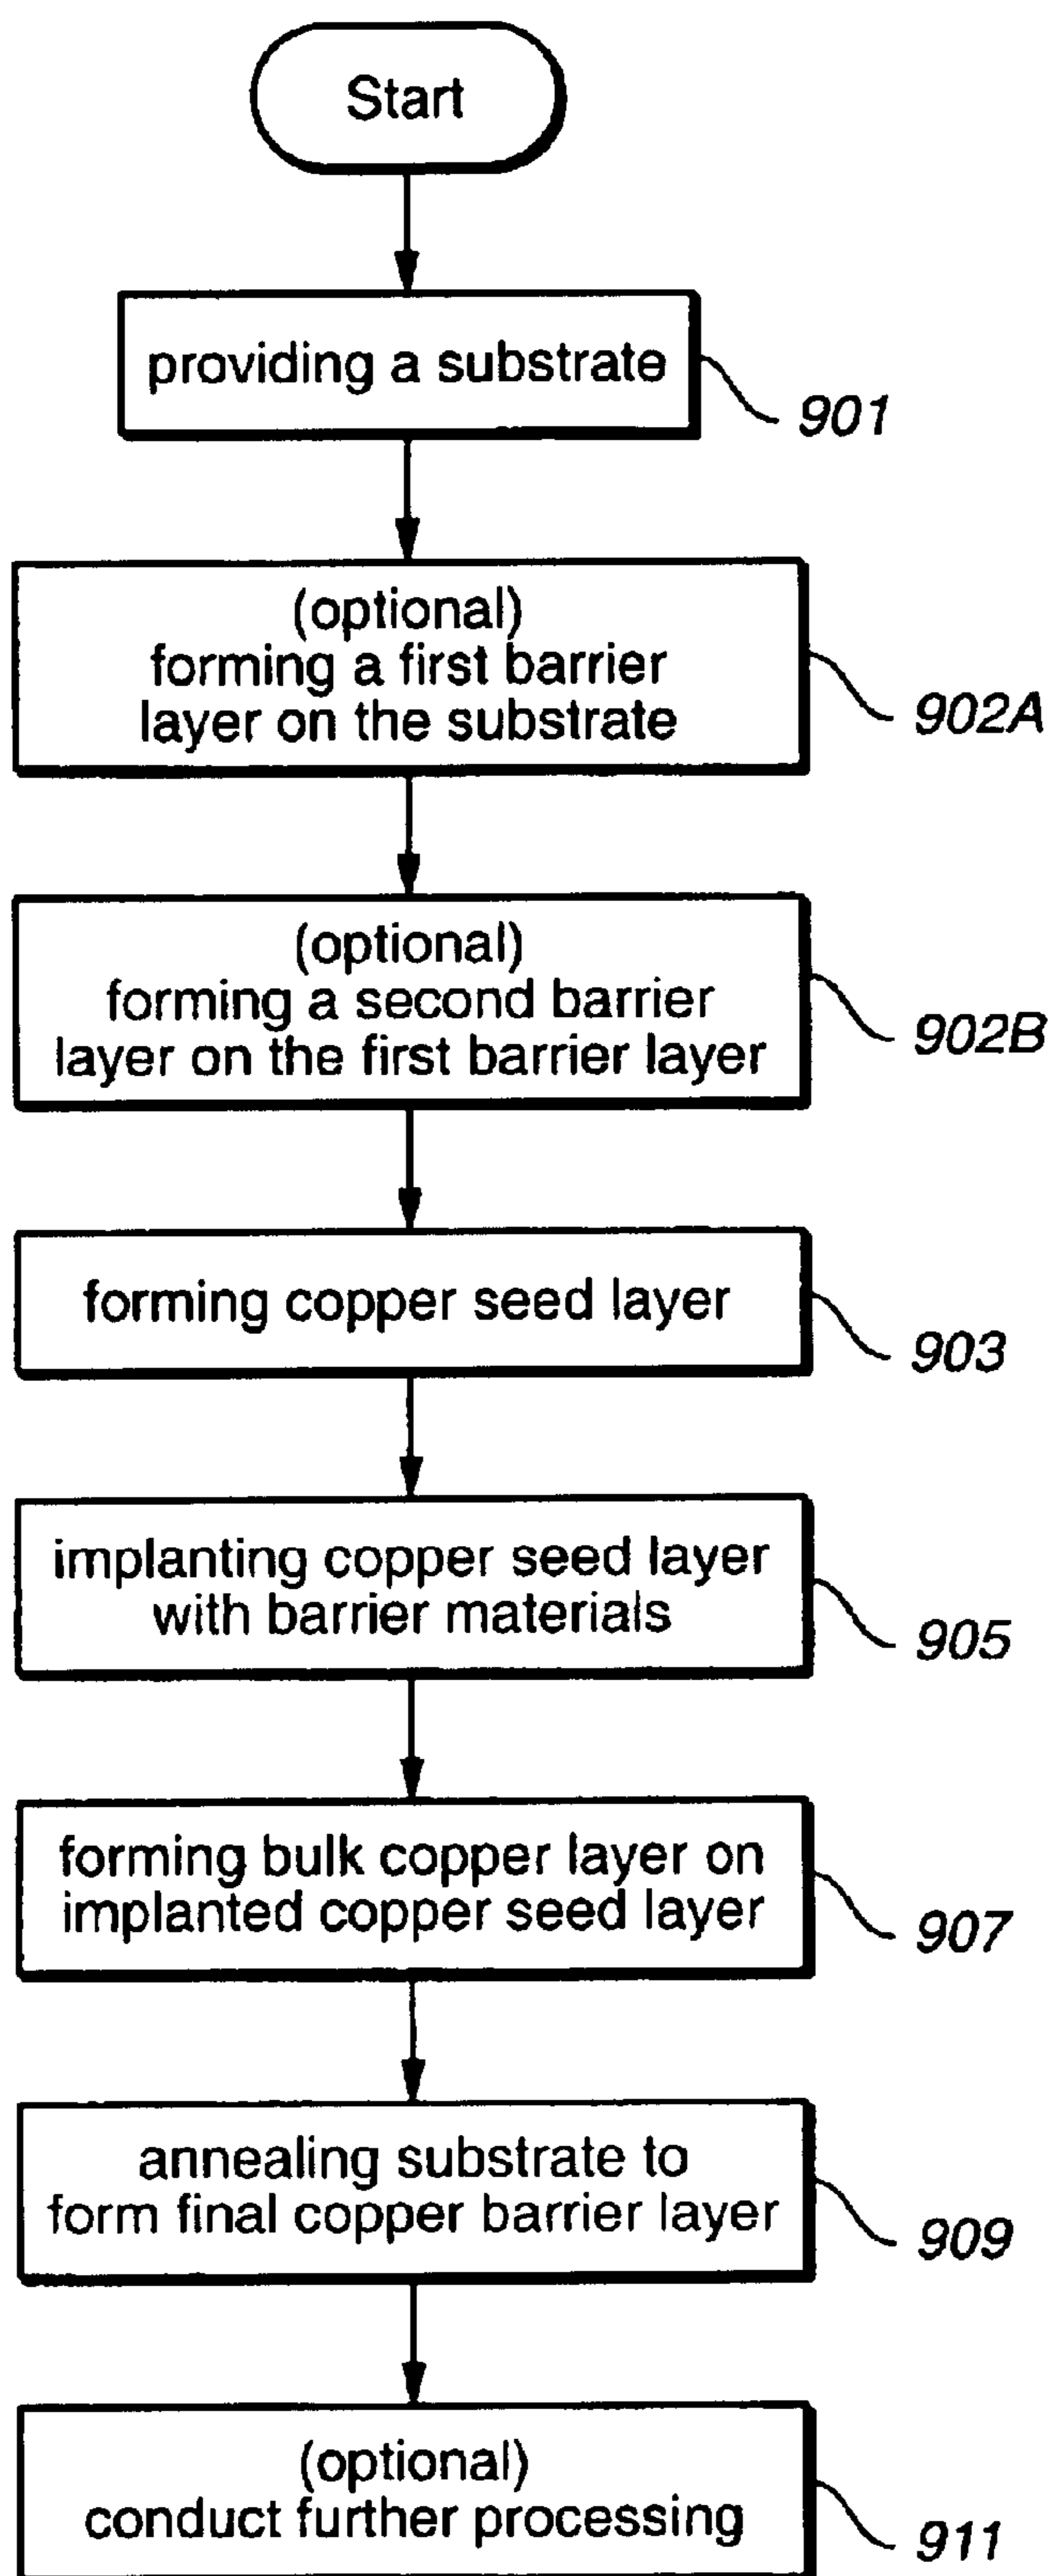 Start
providing a substrate
901
(optional)
forming a first barrier
layer on the substrate
902A
(optional)
forming a second barrier
layer on the first barrier layer
902B
forming copper seed layer
903
implanting copper seed layer
with barrier materials
905
forming bulk copper layer on
implanted copper seed layer
907
annealing substrate to
form final copper barrier layer
909
(optional)
conduct further processing
911